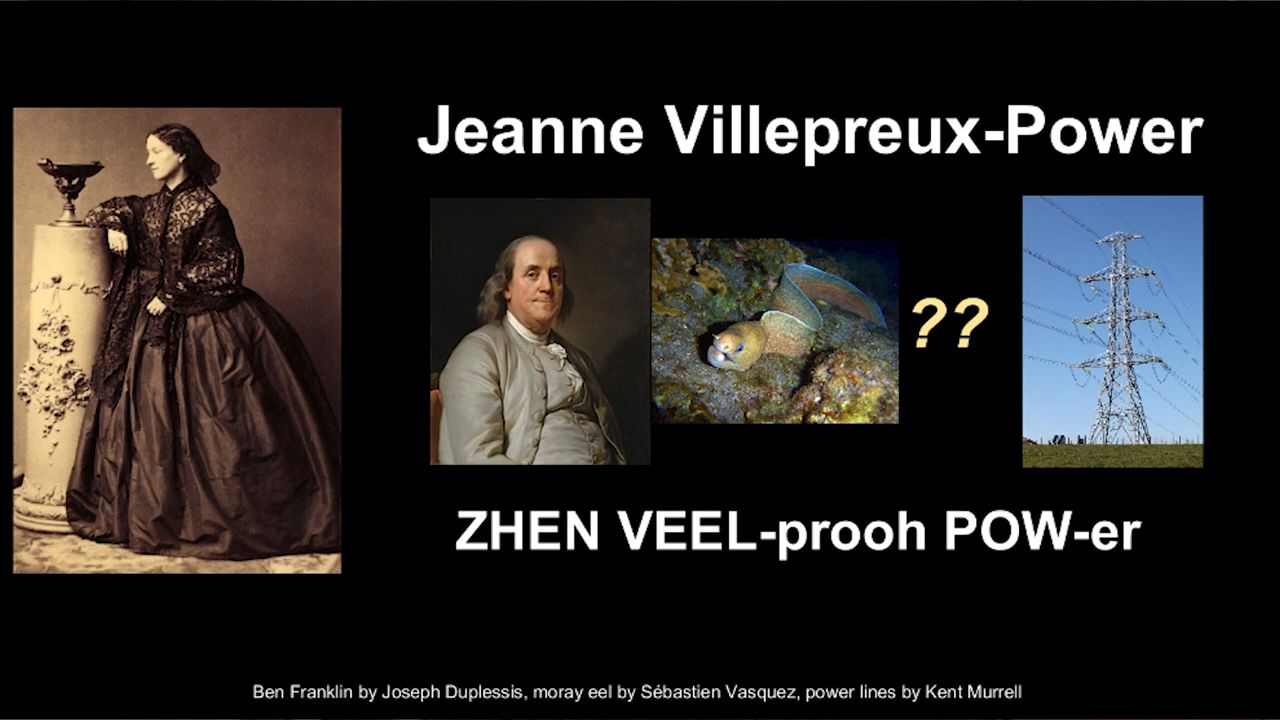 Jeanne Villepreux-Power
??
ZHEN VEEL-prooh POW-er
Ben Franklin by Joseph Duplessis, moray eel by Sébastien Vasquez, power lines by Kent Murrell